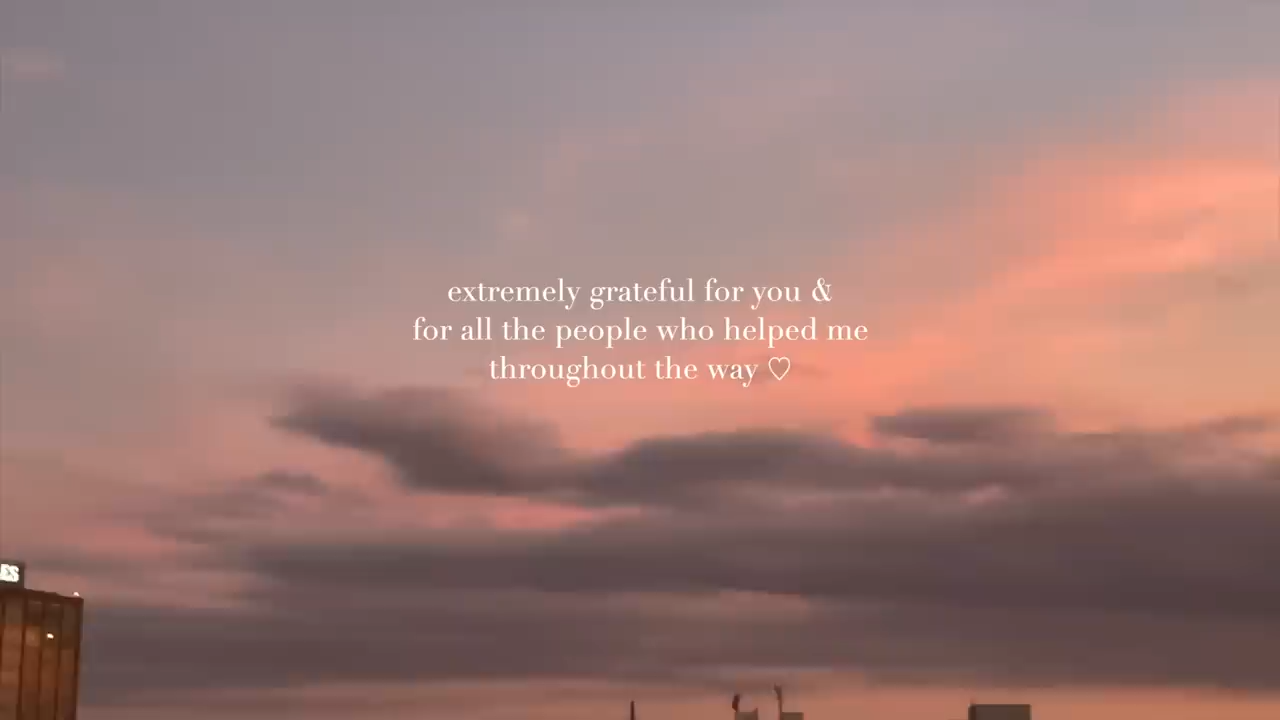 extremely grateful for you &
for all the people who helped me
throughout the way ♡